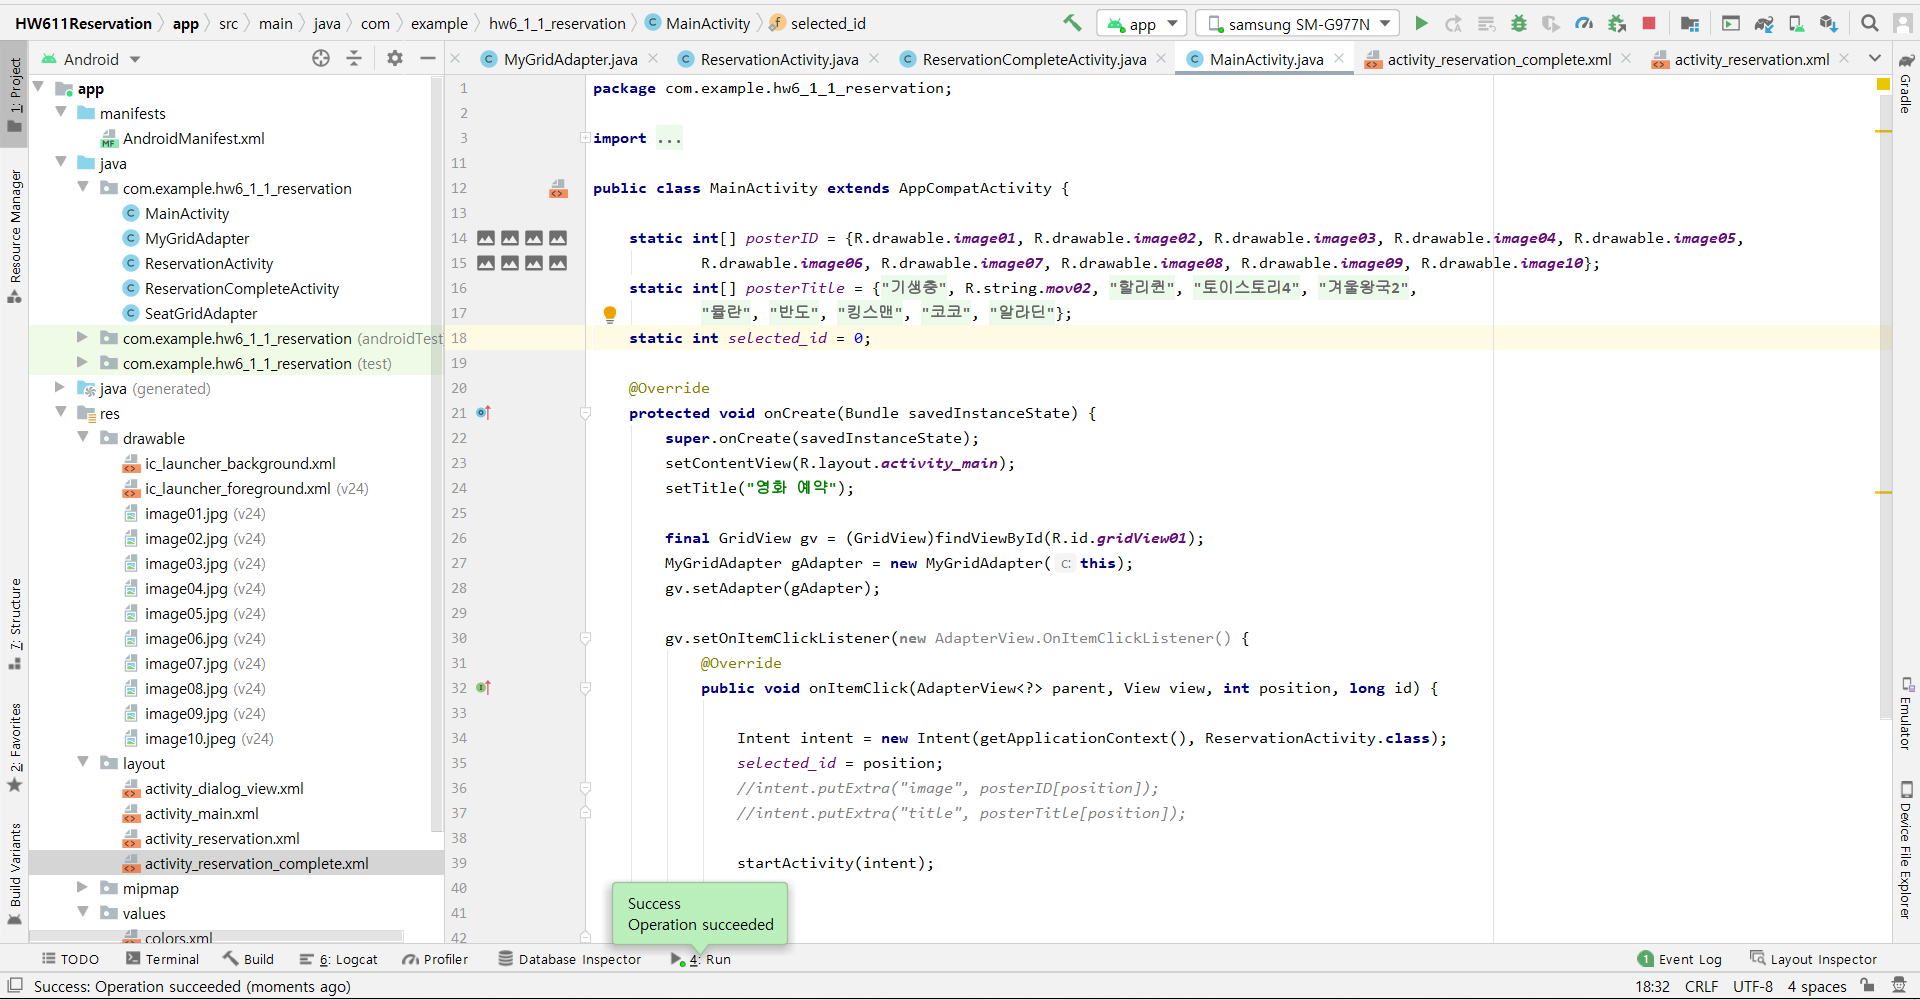 HW611Reservation app src main java com example hw6_1_1_reservation MainActivity selected_id
app samsung SM-G977N
Android
MyGridAdapter.java ReservationActivity.java ReservationCompleteActivity.java MainActivity.java activity_reservation_complete.xml activity_reservation.xml
1: Project
Resource Manager
7: Structure
2: Favorites
Build Variants
app
manifests
AndroidManifest.xml
java
com.example.hw6_1_1_reservation
MainActivity
MyGridAdapter
ReservationActivity
ReservationCompleteActivity
SeatGridAdapter
com.example.hw6_1_1_reservation (androidTest
com.example.hw6_1_1_reservation (test)
java (generated)
res
drawable
ic_launcher_background.xml
ic_launcher_foreground.xml (v24)
image01.jpg (v24)
image02.jpg (v24)
image03.jpg (v24)
image04.jpg (v24)
image05.jpg (v24)
image06.jpg (v24)
image07.jpg (v24)
image08.jpg (v24)
image09.jpg (v24)
image10.jpeg (v24)
layout
activity_dialog_view.xml
activity_main.xml
activity_reservation.xml
activity_reservation_complete.xml
mipmap
values
colors.xml
1 package com.example.hw6_1_1_reservation;
2
3 import ...
11
12 public class MainActivity extends AppCompatActivity {
13
14 static int[] posterID = {R.drawable.image01, R.drawable.image02, R.drawable.image03, R.drawable.image04, R.drawable.image05,
15 R.drawable.image06, R.drawable.image07, R.drawable.image08, R.drawable.image09, R.drawable.image10};
16 static int[] posterTitle = {"기생충", R.string.mov02, "할리퀸", "토이스토리4", "겨울왕국2",
17 "뮬란", "반도", "킹스맨", "코코", "알라딘"};
18 static int selected_id = 0;
19
20 @Override
21 protected void onCreate(Bundle savedInstanceState) {
22 super.onCreate(savedInstanceState);
23 setContentView(R.layout.activity_main);
24 setTitle("영화 예약");
25
26 final GridView gv = (GridView)findViewById(R.id.gridView01);
27 MyGridAdapter gAdapter = new MyGridAdapter( c: this);
28 gv.setAdapter(gAdapter);
29
30 gv.setOnItemClickListener(new AdapterView.OnItemClickListener() {
31 @Override
32 public void onItemClick(AdapterView<?> parent, View view, int position, long id) {
33
34 Intent intent = new Intent(getApplicationContext(), ReservationActivity.class);
35 selected_id = position;
36 //intent.putExtra("image", posterID[position]);
37 //intent.putExtra("title", posterTitle[position]);
38
39 startActivity(intent);
40
41
42
Success
Operation succeeded
Gradle
Emulator
Device File Explorer
TODO Terminal Build 6: Logcat Profiler Database Inspector 4: Run 1 Event Log Layout Inspector
Success: Operation succeeded (moments ago) 18:32 CRLF UTF-8 4 spaces